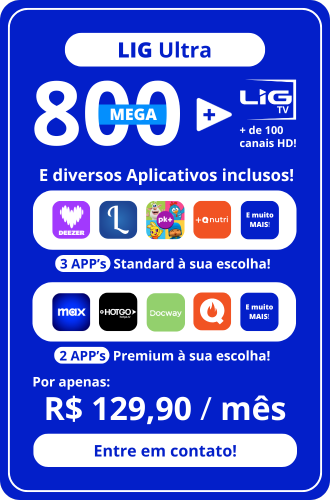 LIG Ultra
800
MEGA
+
LIG
TV
+ de 100
canais HD!
E diversos Aplicativos inclusos!
DEEZER
L
pk+
+Q nutri
E muito
MAIS!
3 APP's Standard à sua escolha!
max
HOTGO
Docway
Q
E muito
MAIS!
2 APP's Premium à sua escolha!
Por apenas:
R$ 129,90 / mês
Entre em contato!